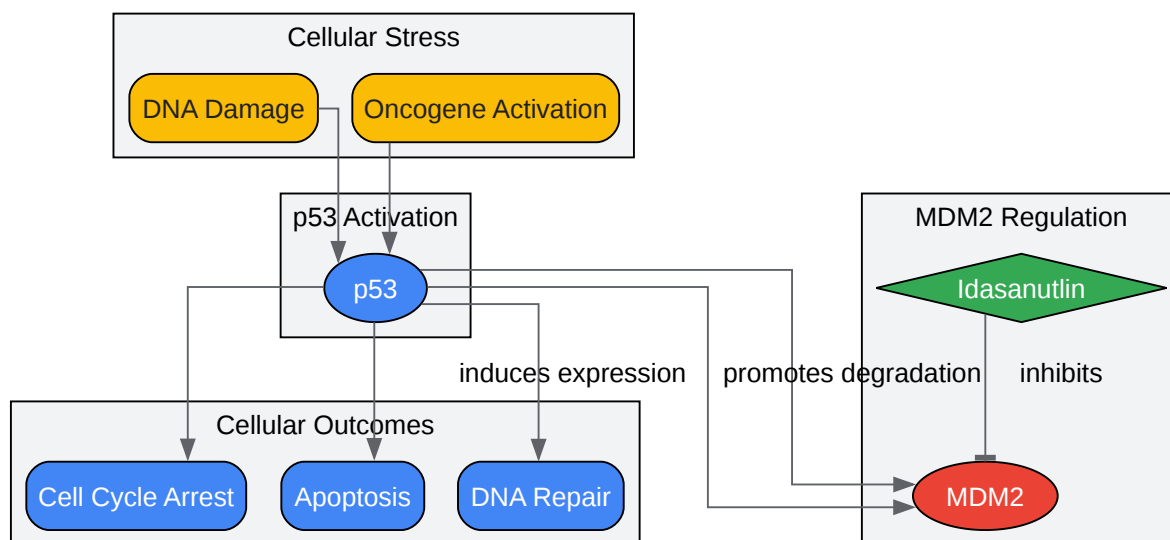 Cellular Stress
DNA Damage
Oncogene Activation
p53 Activation
MDM2 Regulation
p53
Idasanutlin
induces expression
promotes degradation
inhibits
Cellular Outcomes
Cell Cycle Arrest
Apoptosis
DNA Repair
MDM2